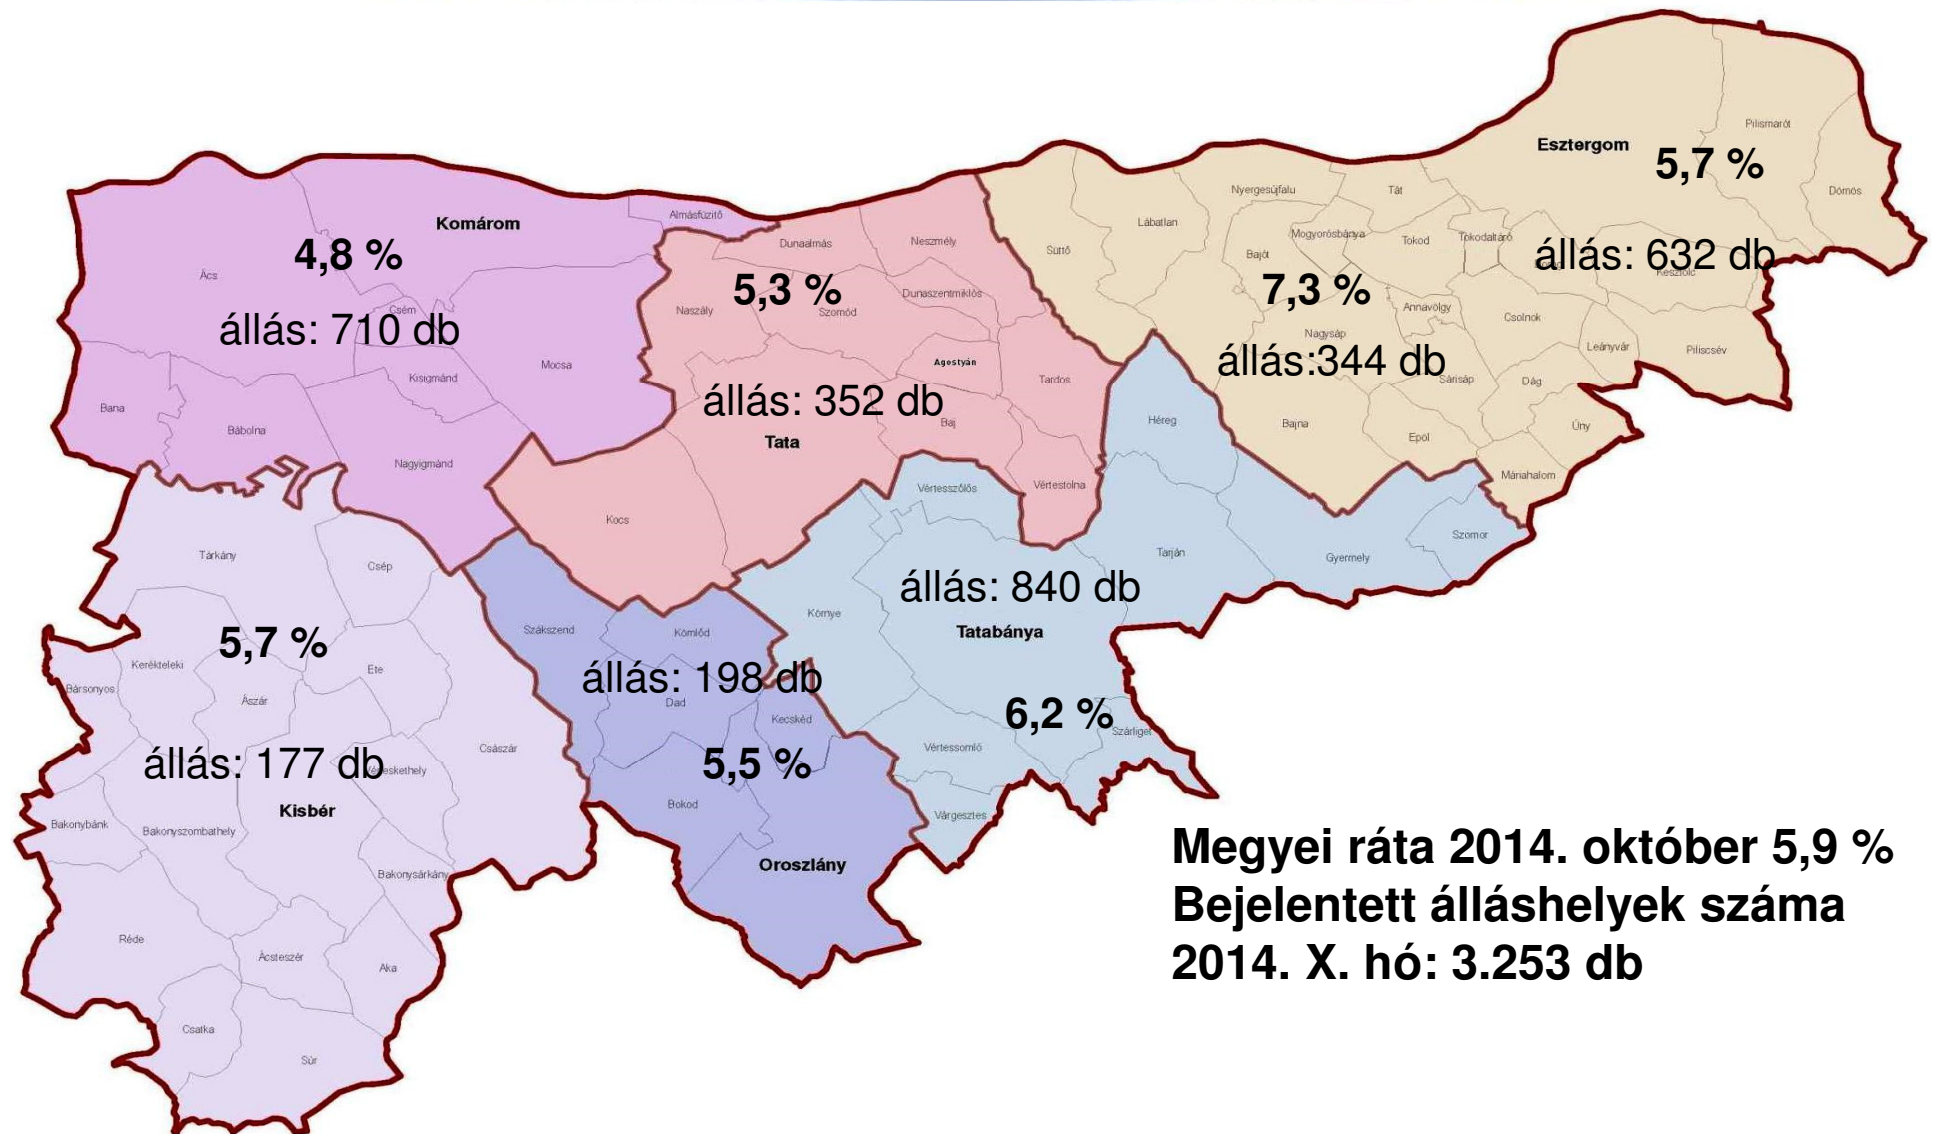 Esztergom
5,7 %
Pilismarót
Dömös
állás: 632 db
Kesztölc
Komárom
4,8 %
Ács
Almásfüzitő
Csém
állás: 710 db
Kisigmánd
Mocsa
Bana
Bábolna
Nagyigmánd
Dunaalmás
Neszmély
5,3 %
Dunaszentmiklós
Naszály
Szomód
Agostyán
Tardos
állás: 352 db
Baj
Tata
Vértestolna
Kocs
Süttő
Lábatlan
Nyergesújfalu
Tát
Mogyorósbánya
Tokod
Tokodaltáró
Bajót
7,3 %
Annavölgy
Csolnok
Nagysáp
állás:344 db
Leányvár
Piliscsév
Sárisáp
Dág
Bajna
Epöl
Úny
Máriahalom
Héreg
Vértesszőlős
Tarján
Gyermely
Szomor
állás: 840 db
Környe
Tatabánya
6,2 %
Szárliget
Vértessomló
Várgesztes
Tárkány
Csép
5,7 %
Kerékteleki
Ete
Bársonyos
Ászár
Császár
állás: 177 db
Kisbér
Bakonybánk
Bakonyszombathely
Bakonysárkány
Réde
Ácsteszér
Aka
Csatka
Súr
Szákszend
Kömlőd
állás: 198 db
Dad
Kecskéd
5,5 %
Bokod
Oroszlány
Megyei ráta 2014. október 5,9 %
Bejelentett álláshelyek száma
2014. X. hó: 3.253 db